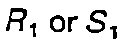 R₁ or S₁